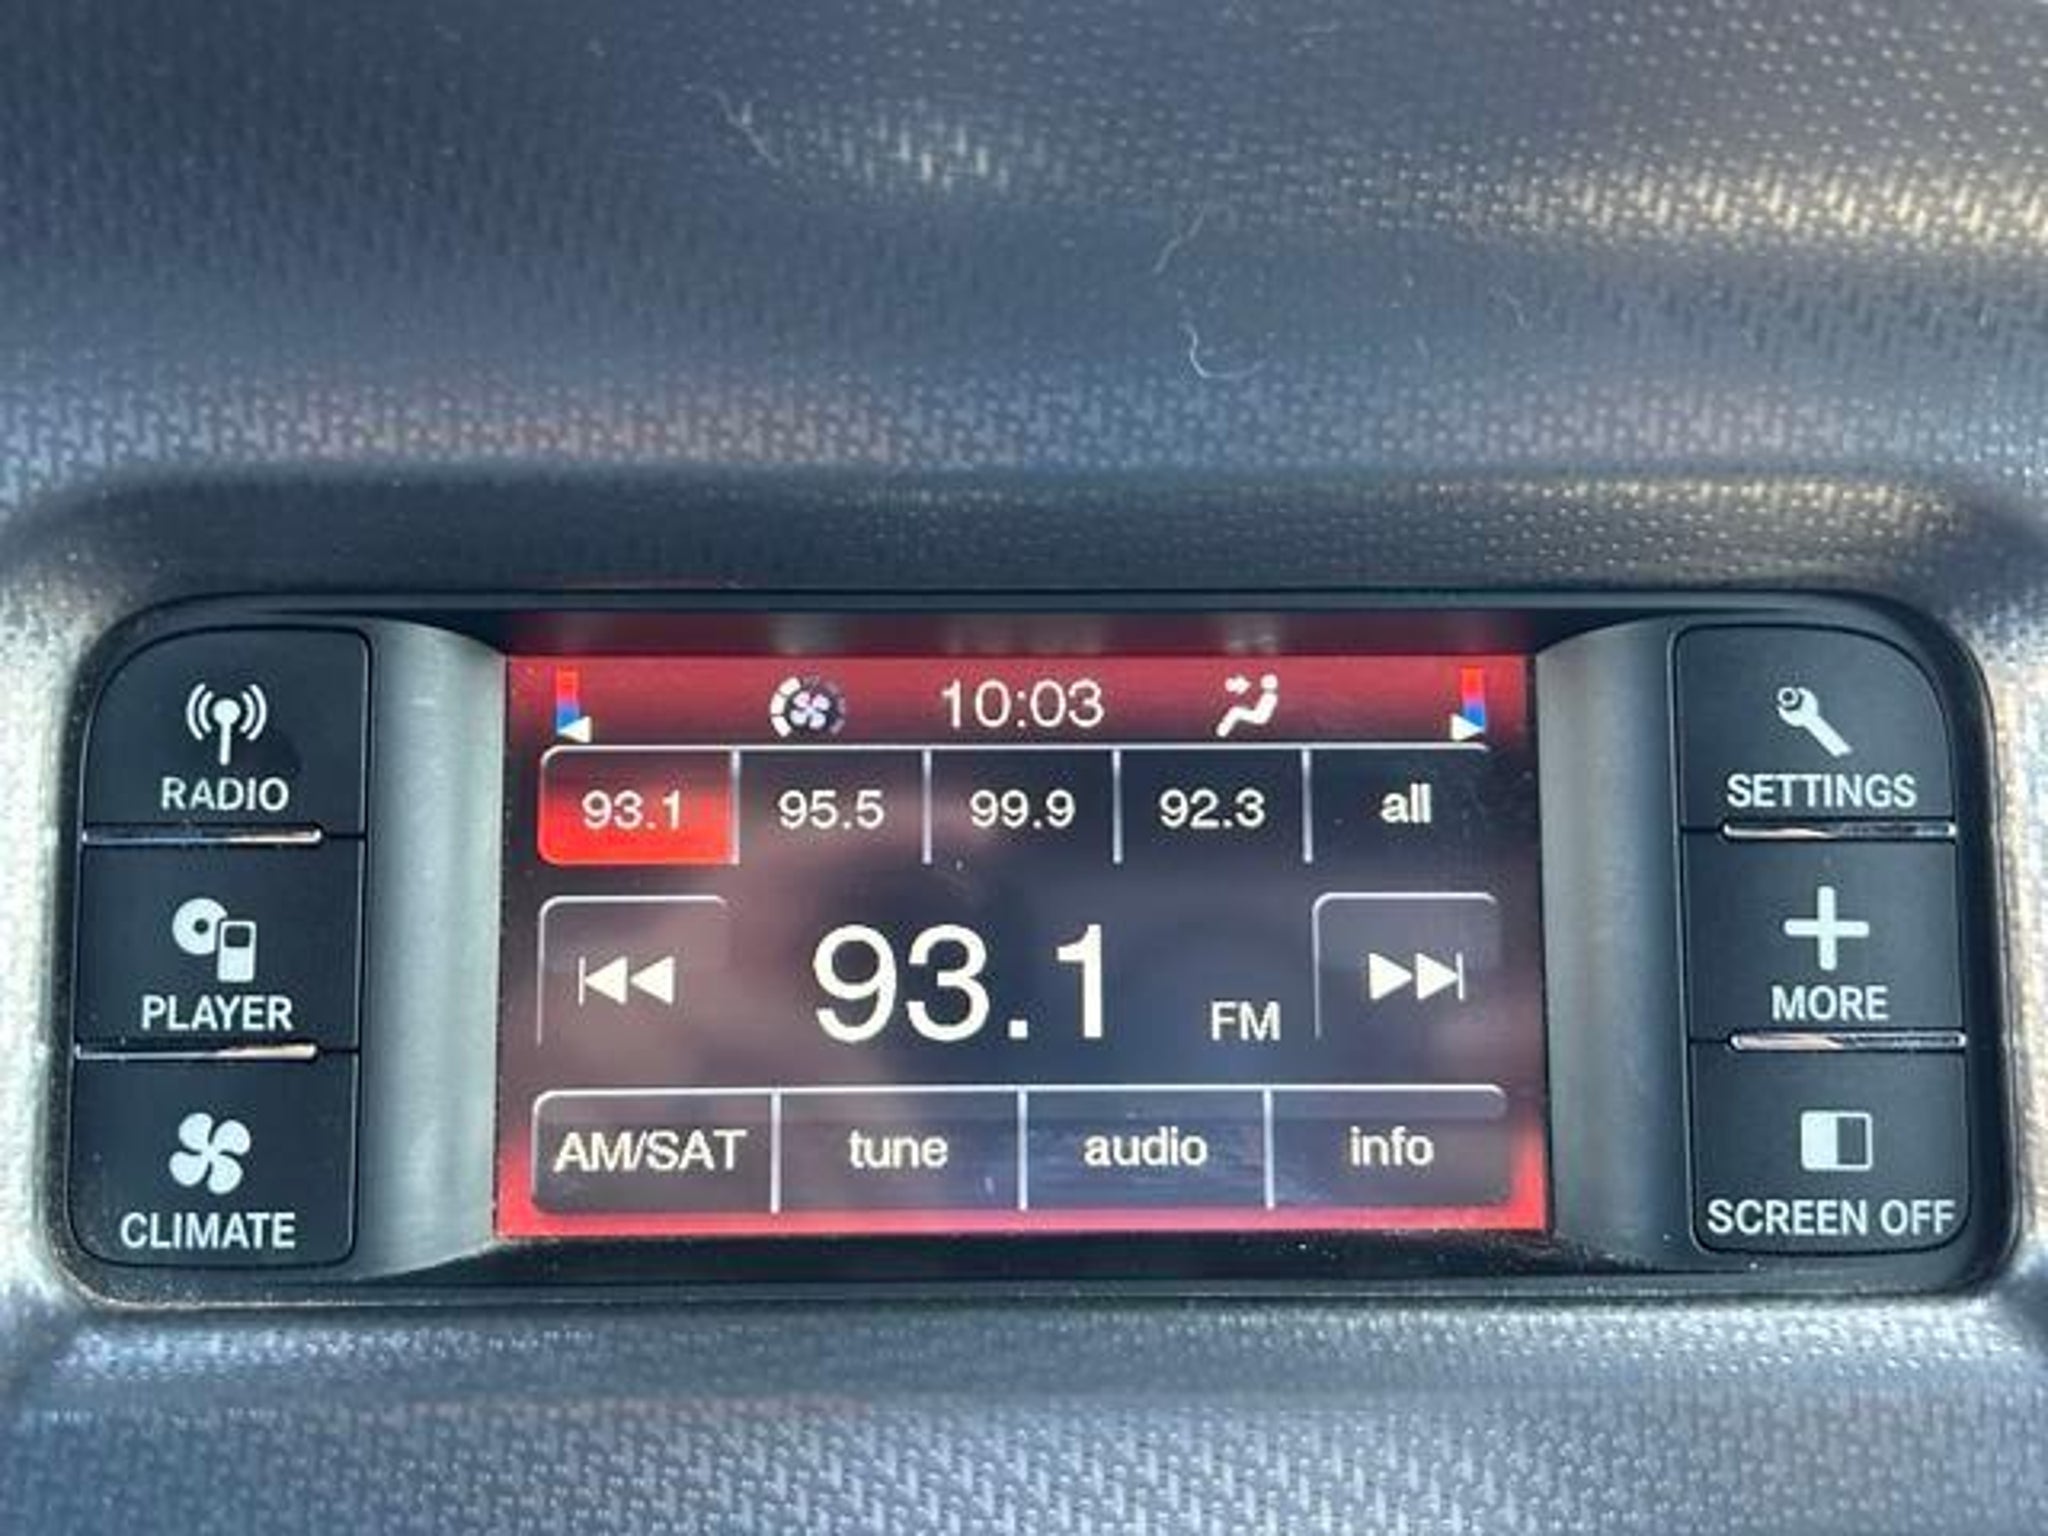 10:03
RADIO
93.1 95.5 99.9 92.3 all
SETTINGS
PLAYER
93.1 FM
MORE
AM/SAT tune audio info
CLIMATE
SCREEN OFF